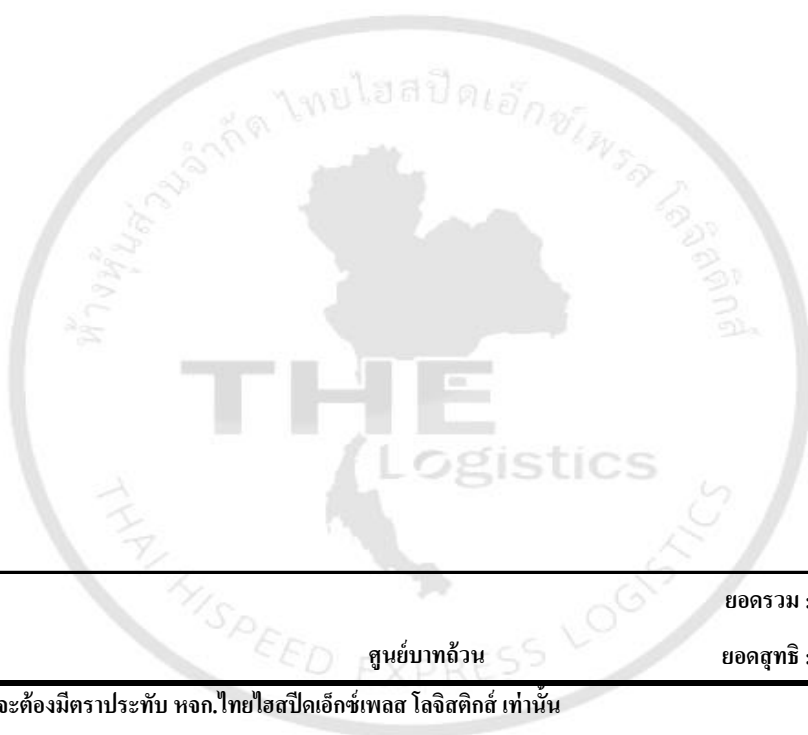 ห้างหุ้นส่วนจำกัด ไทยไฮสปีดเอ็กซ์เพรส โลจิสติกส์
THE
Logistics
THAI HISPEED EXPRESS LOGISTICS
ยอดรวม :
ศูนย์บาทถ้วน ยอดสุทธิ :
จะต้องมีตราประทับ หจก.ไทยไฮสปีดเอ็กซ์เพลส โลจิสติกส์ เท่านั้น